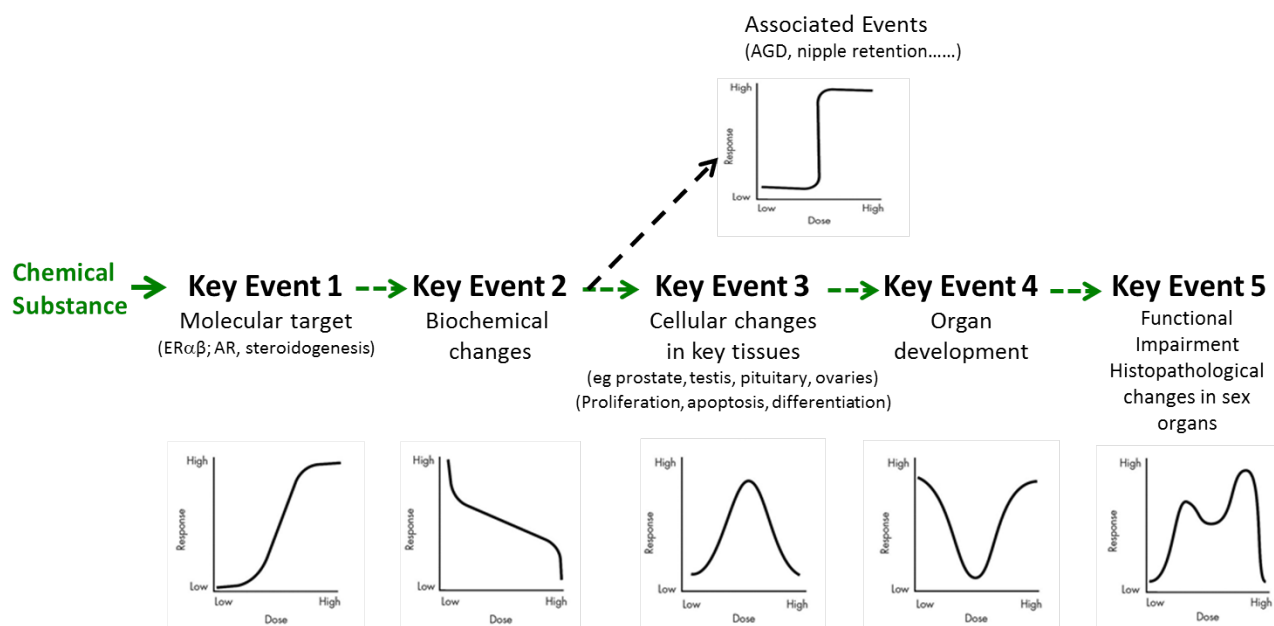 Associated Events
(AGD, nipple retention……)
High
Response
Low
Low
High
Dose
Chemical
Substance
Key Event 1
Molecular target
(ERαβ; AR, steroidogenesis)
Key Event 2
Biochemical
changes
Key Event 3
Cellular changes
in key tissues
(eg prostate, testis, pituitary, ovaries)
(Proliferation, apoptosis, differentiation)
Key Event 4
Organ
development
Key Event 5
Functional
Impairment
Histopathological
changes in sex
organs
High
Response
Low
Low
High
Dose
High
Response
Low
Low
High
Dose
High
Response
Low
Low
High
Dose
High
Response
Low
Low
High
Dose
High
Response
Low
Low
High
Dose